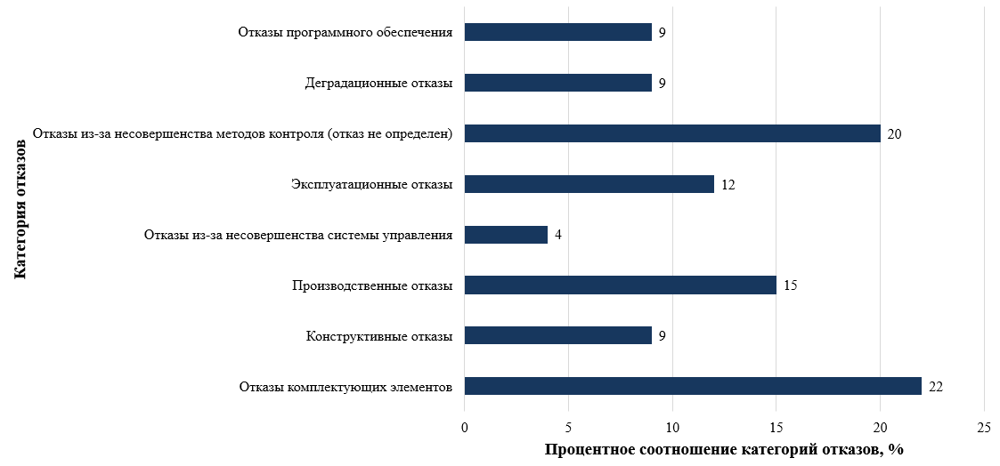 Отказы программного обеспечения 9
Деградационные отказы 9
Отказы из-за несовершенства методов контроля (отказ не определен) 20
Эксплуатационные отказы 12
Отказы из-за несовершенства системы управления 4
Производственные отказы 15
Конструктивные отказы 9
Отказы комплектующих элементов 22
Категория отказов
0 5 10 15 20 25
Процентное соотношение категорий отказов, %